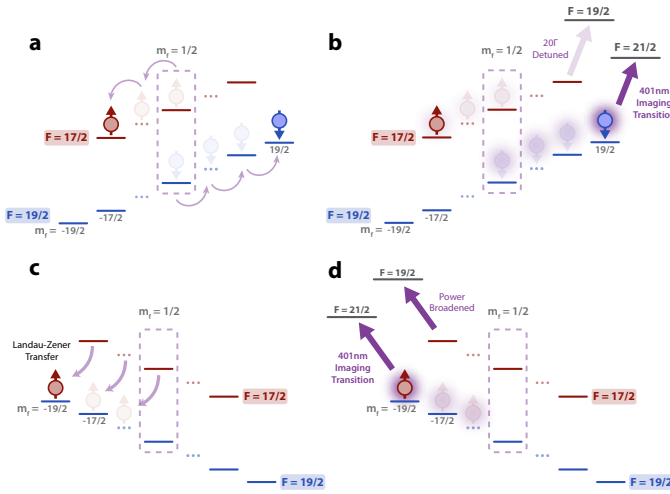 a
m_f = 1/2
...
...
F = 17/2
19/2
...
F = 19/2
-17/2
m_f = -19/2
b
F = 19/2
m_f = 1/2
20Γ
Detuned
F = 21/2
401nm
Imaging
Transition
...
...
F = 17/2
19/2
...
F = 19/2
-17/2
m_f = -19/2
c
m_f = 1/2
Landau-Zener
Transfer
...
...
m_f = -19/2
-17/2
F = 17/2
...
...
F = 19/2
d
F = 19/2
Power
Broadened
m_f = 1/2
F = 21/2
401nm
Imaging
Transition
...
m_f = -19/2
-17/2
F = 17/2
...
...
F = 19/2